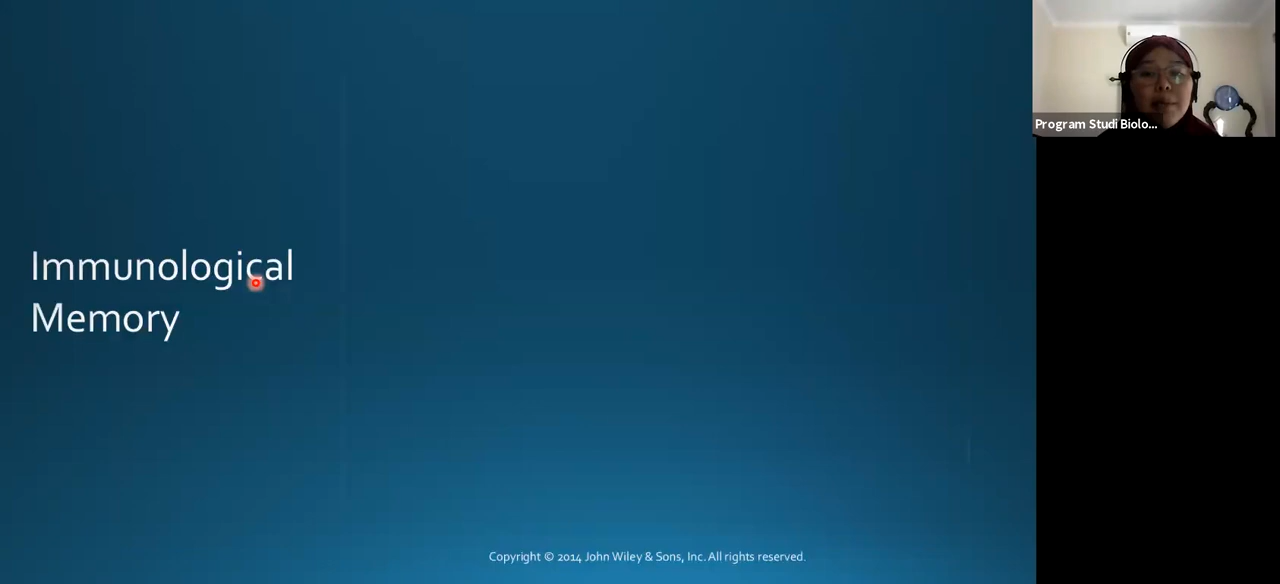 Immunological
Memory
Program Studi Biolo...
Copyright © 2014 John Wiley & Sons, Inc. All rights reserved.